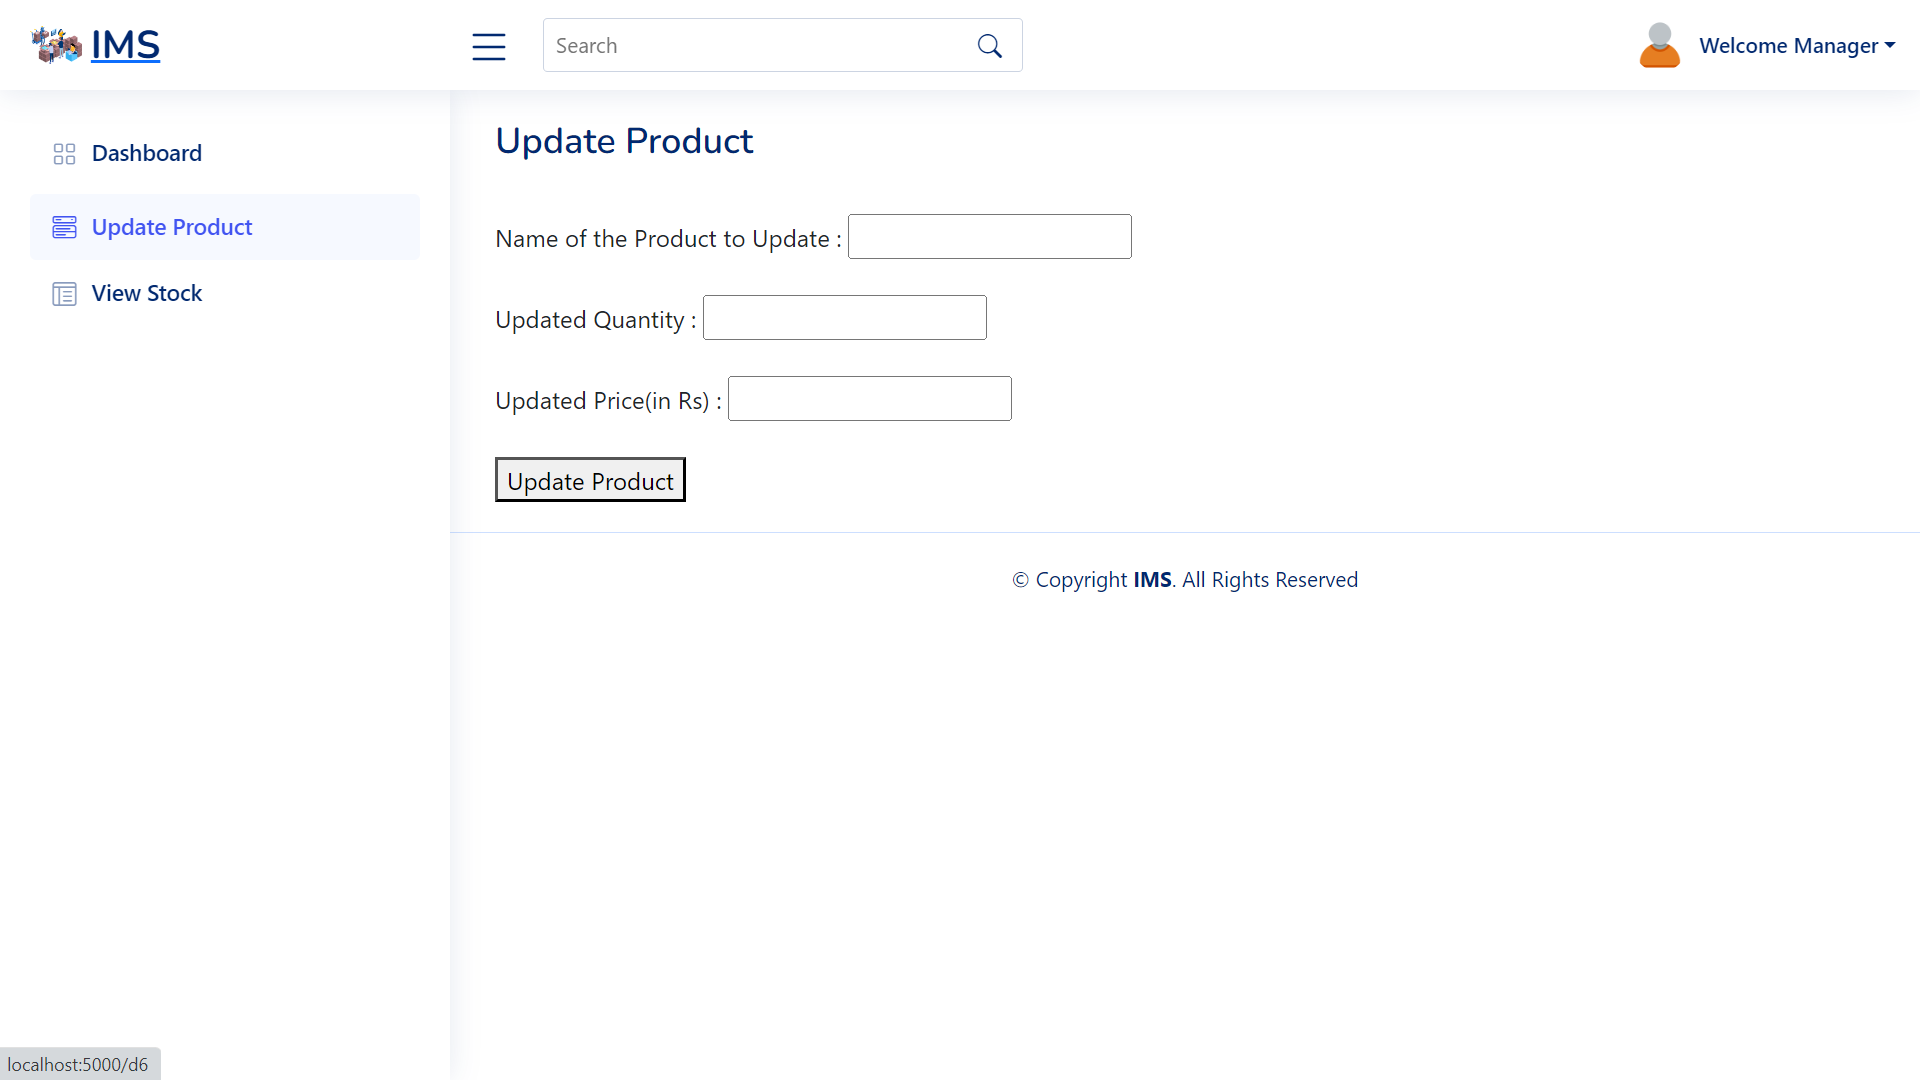 IMS
Search
Welcome Manager
Dashboard
Update Product
View Stock
Update Product
Name of the Product to Update :
Updated Quantity :
Updated Price(in Rs) :
Update Product
© Copyright IMS. All Rights Reserved
localhost:5000/d6